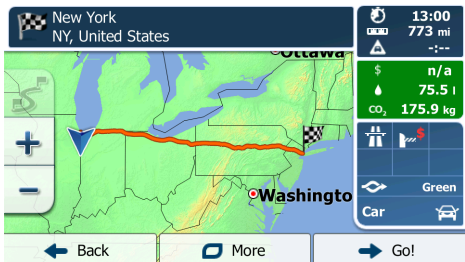 New York
NY, United States
13:00
773 mi
-:--
$ n/a
75.5 l
CO₂ 175.9 kg
Ottawa
$
Washingto
Green
Car
Back
More
Go!